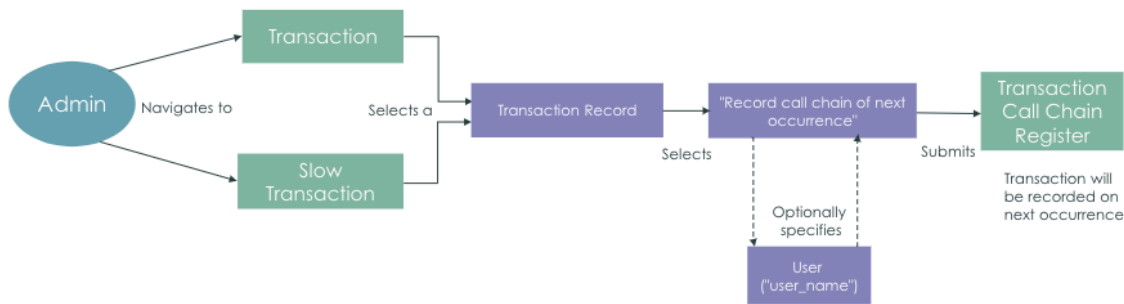 Transaction
Admin
Navigates to
Slow
Transaction
Selects a
Transaction Record
Selects
"Record call chain of next
occurrence"
Optionally
specifies
User
("user_name")
Submits
Transaction
Call Chain
Register
Transaction will
be recorded on
next occurrence